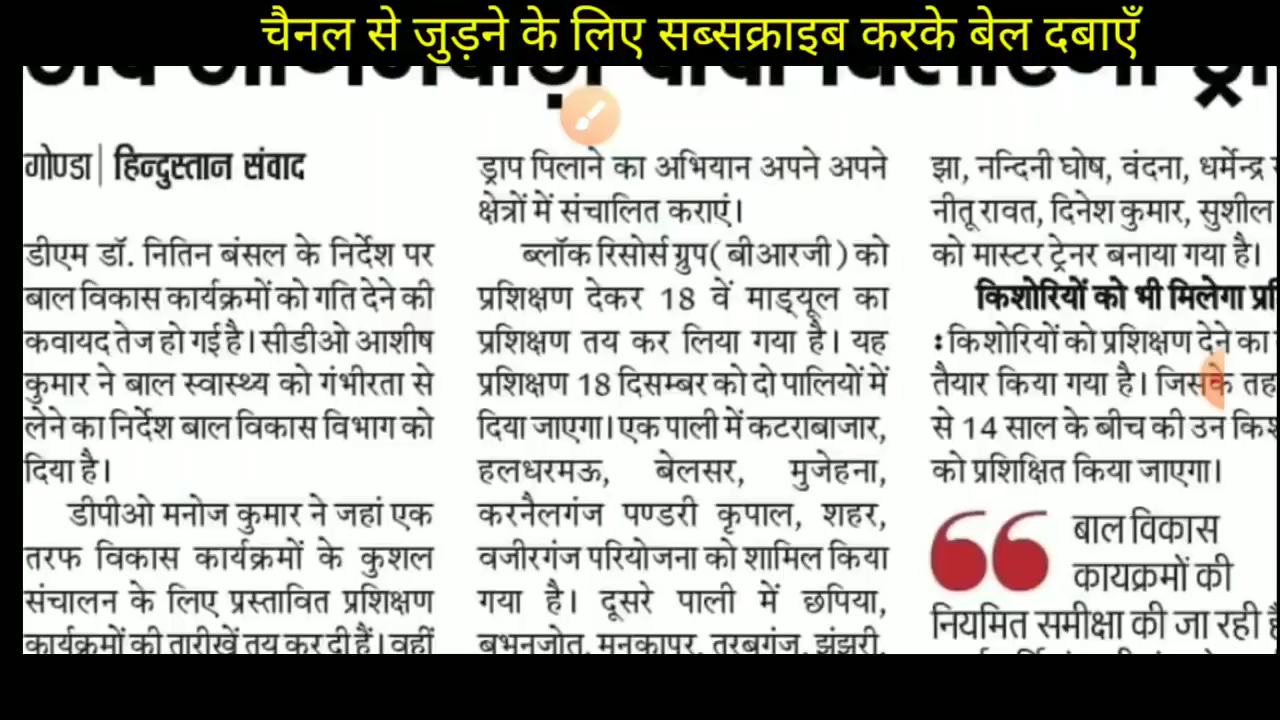 चैनल से जुड़ने के लिए सब्सक्राइब करके बेल दबाएँ
गोण्डा | हिन्दुस्तान संवाद
डीएम डॉ. नितिन बंसल के निर्देश पर
बाल विकास कार्यक्रमों को गति देने की
कवायद तेज हो गई है। सीडीओ आशीष
कुमार ने बाल स्वास्थ्य को गंभीरता से
लेने का निर्देश बाल विकास विभाग को
दिया है।
डीपीओ मनोज कुमार ने जहां एक
तरफ विकास कार्यक्रमों के कुशल
संचालन के लिए प्रस्तावित प्रशिक्षण
कार्यक्रमों की तारीखें तय कर दी हैं। वहीं
ड्राप पिलाने का अभियान अपने अपने
क्षेत्रों में संचालित कराएं।
ब्लॉक रिसोर्स ग्रुप( बीआरजी ) को
प्रशिक्षण देकर 18 वें माड्यूल का
प्रशिक्षण तय कर लिया गया है। यह
प्रशिक्षण 18 दिसम्बर को दो पालियों में
दिया जाएगा। एक पाली में कटराबाजार,
हलधरमऊ, बेलसर, मुजेहना,
करनैलगंज पण्डरी कृपाल, शहर,
वजीरगंज परियोजना को शामिल किया
गया है। दूसरे पाली में छपिया,
बभनजोत, मनकापुर, तरबगंज, झंझरी,
झा, नन्दिनी घोष, वंदना, धर्मेन्द्र
नीतू रावत, दिनेश कुमार, सुशील
को मास्टर ट्रेनर बनाया गया है।
किशोरियों को भी मिलेगा
: किशोरियों को प्रशिक्षण देने का
तैयार किया गया है। जिसके
से 14 साल के बीच की उन
को प्रशिक्षित किया जाएगा।
बाल विकास
कायक्रमों की
नियमित समीक्षा की जा रही